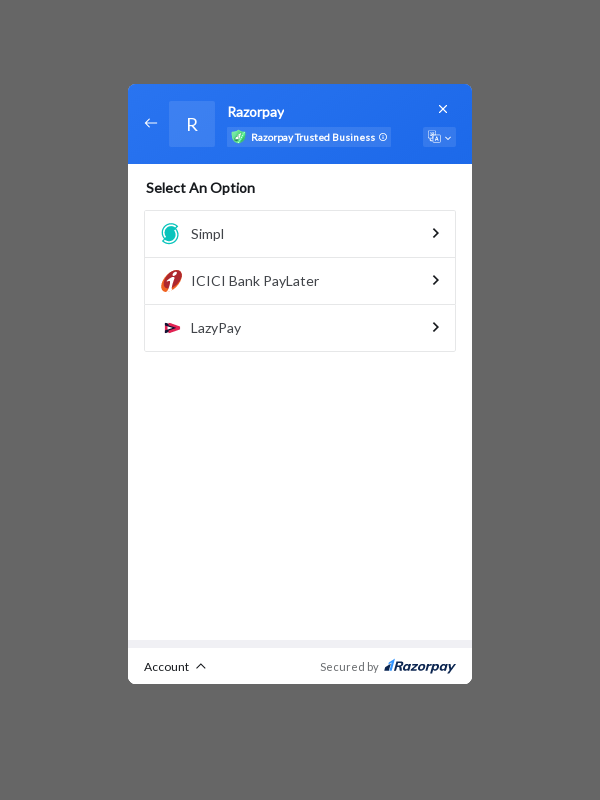 R
Razorpay
Razorpay Trusted Business
Select An Option
Simpl
ICICI Bank PayLater
LazyPay
Account
Secured by Razorpay